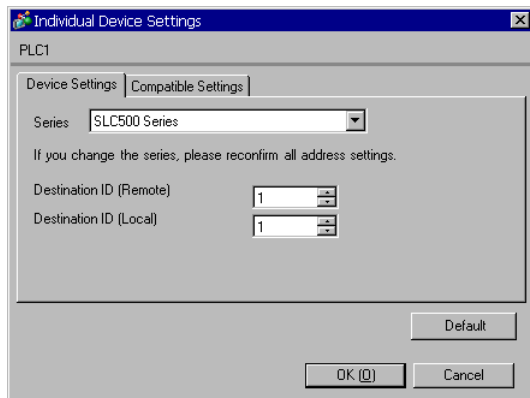 Individual Device Settings
PLC1
Device Settings Compatible Settings
Series SLC500 Series
If you change the series, please reconfirm all address settings.
Destination ID (Remote) 1
Destination ID (Local) 1
Default
OK (O) Cancel